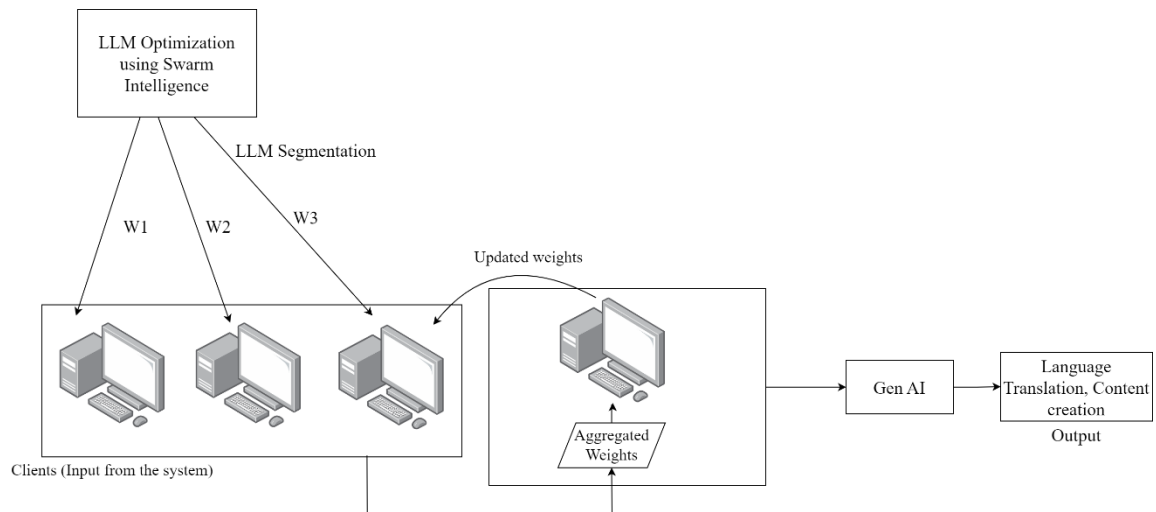 LLM Optimization
using Swarm
Intelligence
LLM Segmentation
W1
W2
W3
Updated weights
Clients (Input from the system)
Aggregated
Weights
Gen AI
Language
Translation, Content
creation
Output